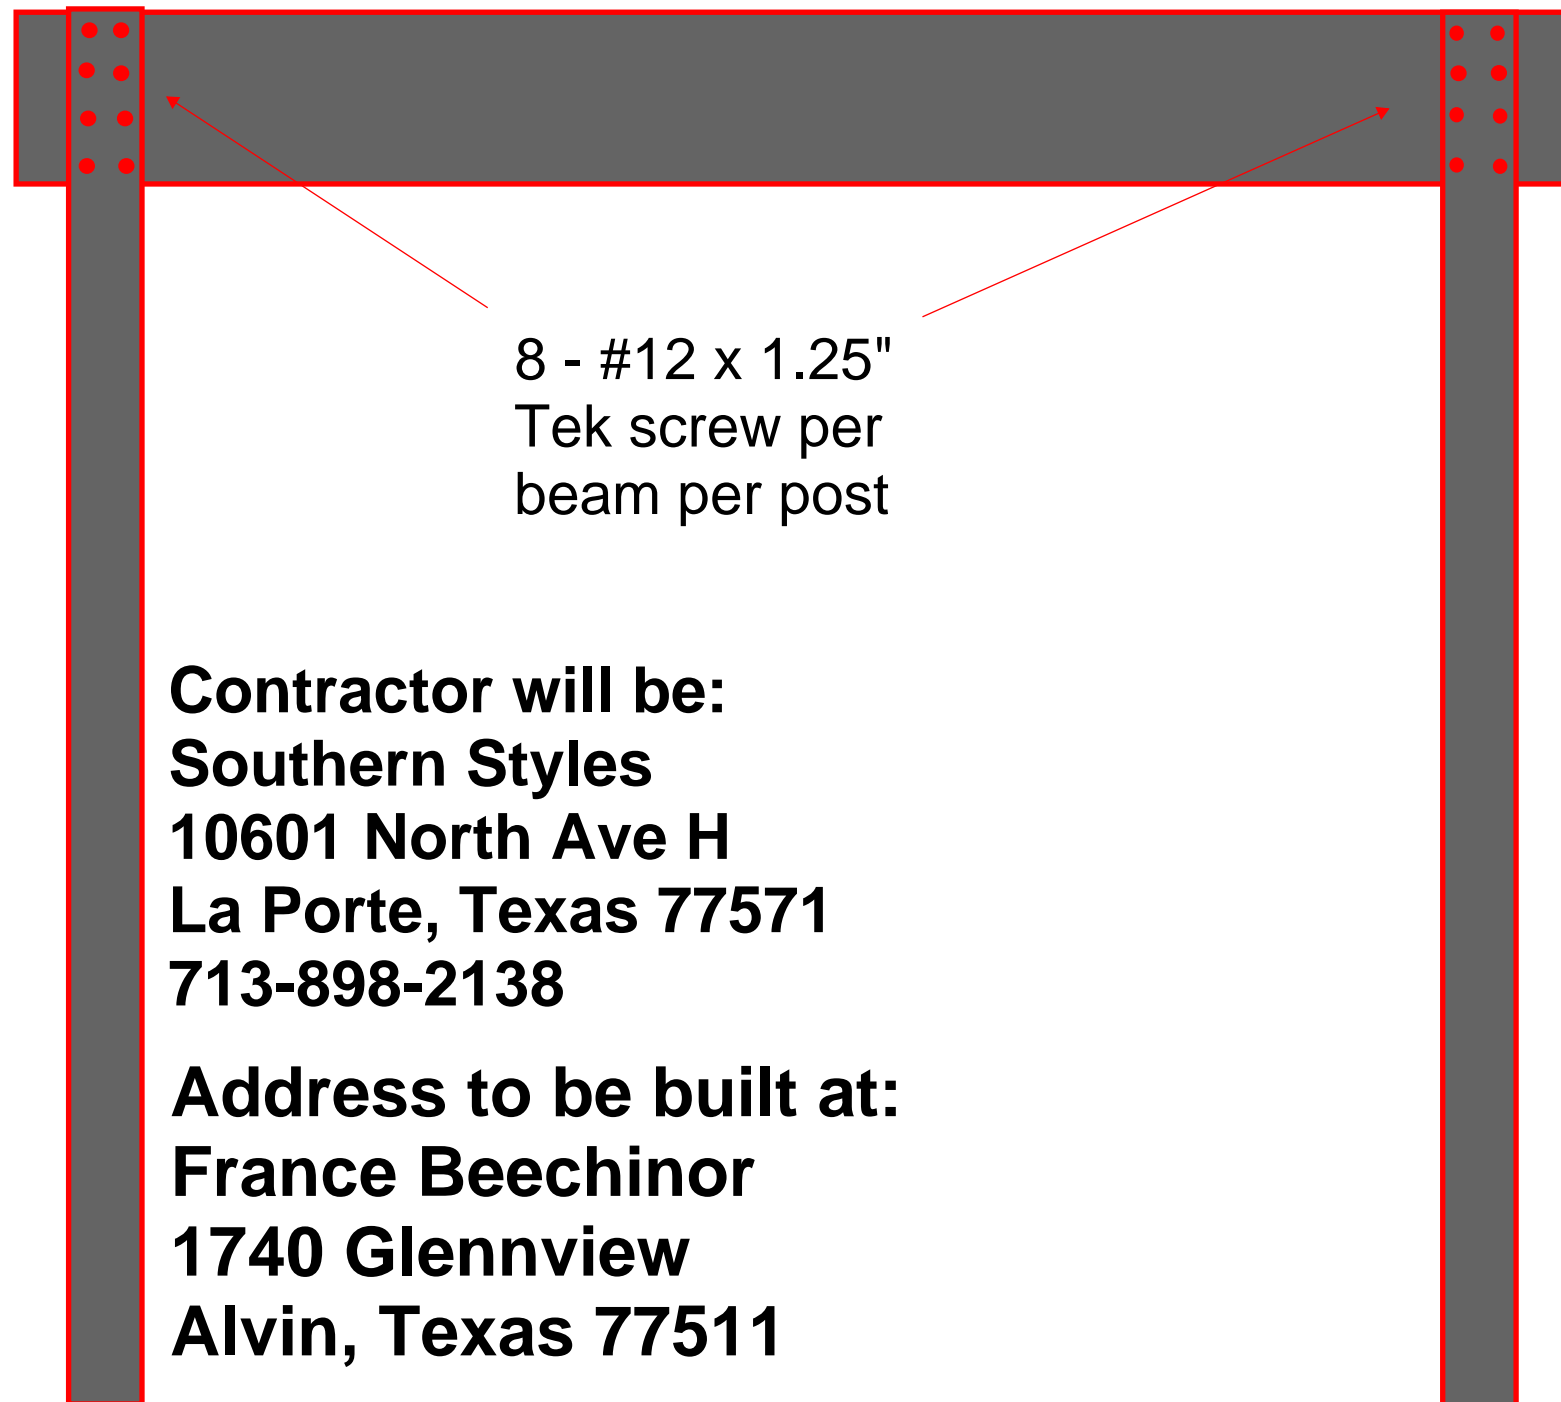 8 - #12 x 1.25"
Tek screw per
beam per post
Contractor will be:
Southern Styles
10601 North Ave H
La Porte, Texas 77571
713-898-2138
Address to be built at:
France Beechinor
1740 Glennview
Alvin, Texas 77511